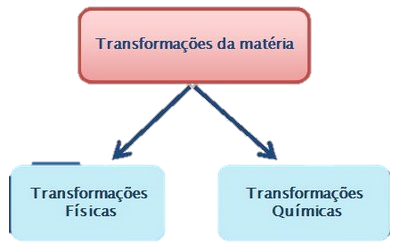 Transformações da matéria
Transformações
Físicas
Transformações
Químicas